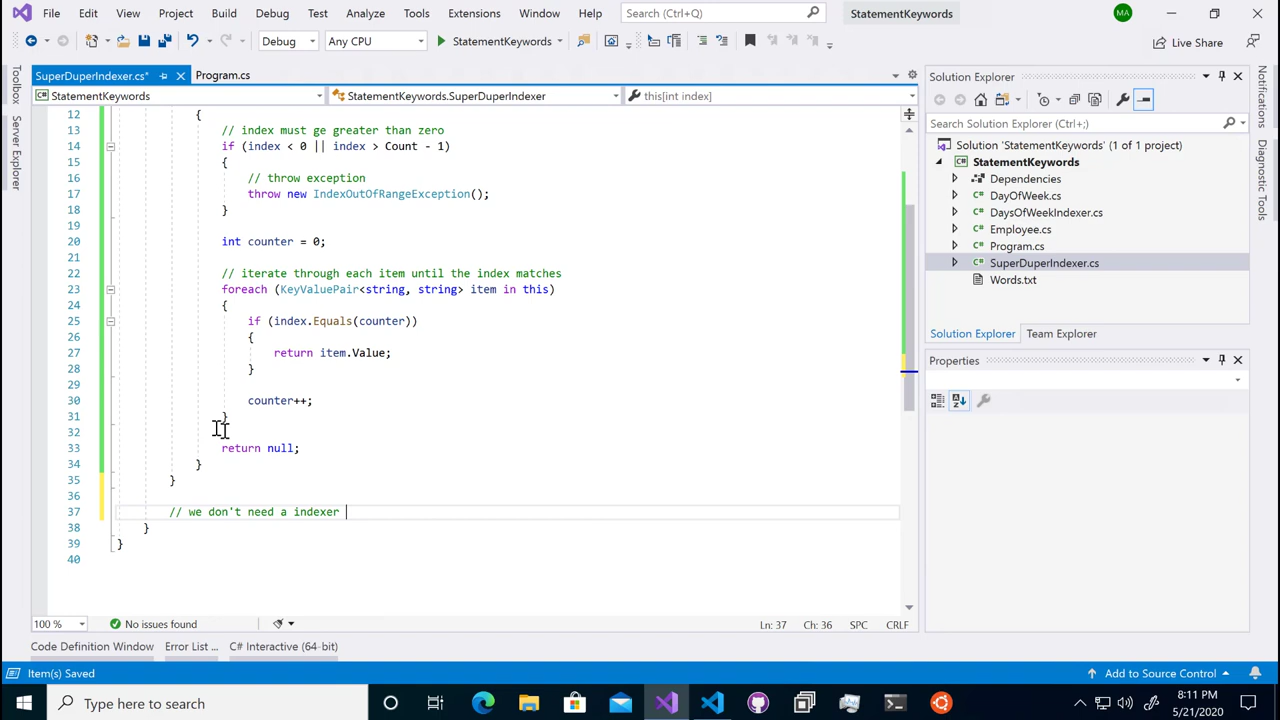 File Edit View Project Build Debug Test Analyze Tools Extensions Window Help Search (Ctrl+Q) StatementKeywords MA
Debug Any CPU StatementKeywords Live Share
SuperDuperIndexer.cs* Program.cs
StatementKeywords StatementKeywords.SuperDuperIndexer this[int index]
12 {
13 // index must ge greater than zero
14 if (index < 0 || index > Count - 1)
15 {
16 // throw exception
17 throw new IndexOutOfRangeException();
18 }
19
20 int counter = 0;
21
22 // iterate through each item until the index matches
23 foreach (KeyValuePair<string, string> item in this)
24 {
25 if (index.Equals(counter))
26 {
27 return item.Value;
28 }
29
30 counter++;
31 }
32
33 return null;
34 }
35 }
36
37 // we don't need a indexer
38 }
39 }
40
100 % No issues found Ln: 37 Ch: 36 SPC CRLF
Code Definition Window Error List ... C# Interactive (64-bit)
Toolbox
Server Explorer
Solution Explorer
Search Solution Explorer (Ctrl+;)
Solution 'StatementKeywords' (1 of 1 project)
StatementKeywords
Dependencies
C# DayOfWeek.cs
C# DaysOfWeekIndexer.cs
C# Employee.cs
C# Program.cs
C# SuperDuperIndexer.cs
Words.txt
Solution Explorer Team Explorer
Properties
Notifications
Diagnostic Tools
Item(s) Saved Add to Source Control
Type here to search
8:11 PM
5/21/2020